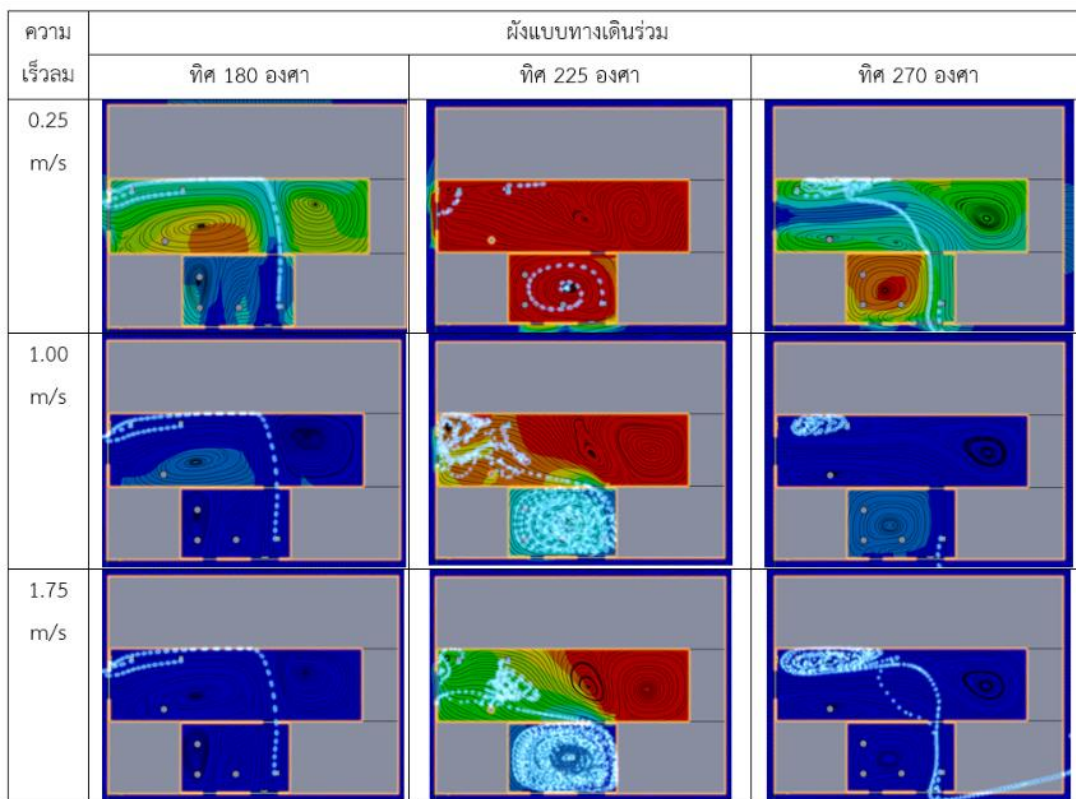 ความ
เร็วลม
ผังแบบทางเดินร่วม
ทิศ 180 องศา
ทิศ 225 องศา
ทิศ 270 องศา
0.25
m/s
1.00
m/s
1.75
m/s